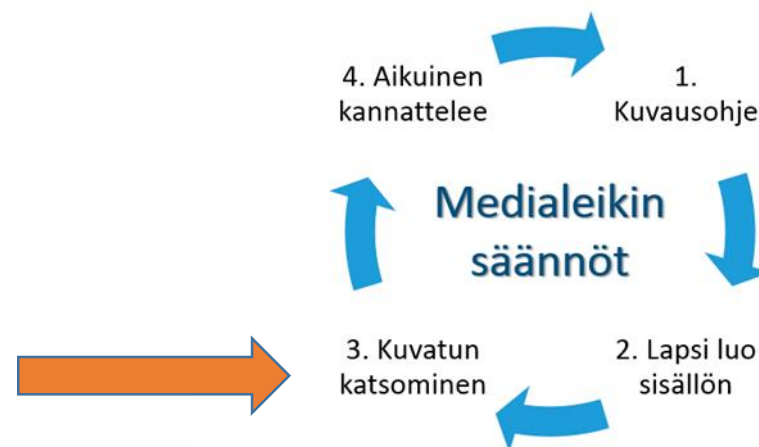 4. Aikuinen
kannattelee
1.
Kuvausohje
Medialeikin
säännöt
3. Kuvatun
katsominen
2. Lapsi luo
sisällön